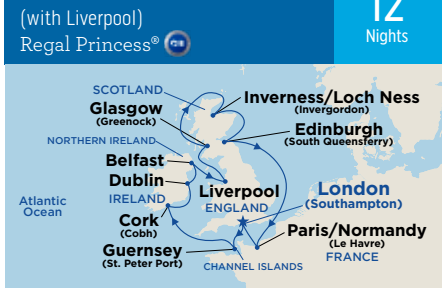 (with Liverpool)
Regal Princess®
12
Nights
SCOTLAND
Glasgow
(Greenock)
Inverness/Loch Ness
(Invergordon)
Edinburgh
(South Queensferry)
NORTHERN IRELAND
Belfast
Dublin
IRELAND
Liverpool
ENGLAND
London
(Southampton)
Atlantic
Ocean
Cork
(Cobh)
Paris/Normandy
(Le Havre)
FRANCE
Guernsey
(St. Peter Port)
CHANNEL ISLANDS